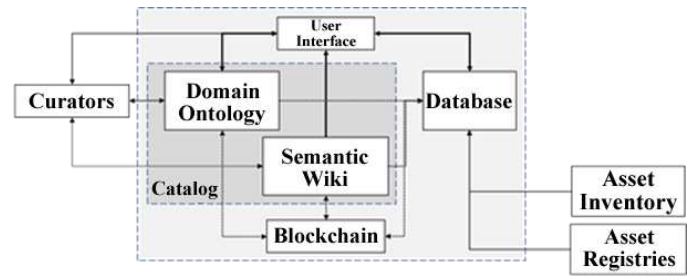 User
Interface
Curators
Domain
Ontology
Database
Semantic
Wiki
Catalog
Blockchain
Asset
Inventory
Asset
Registries